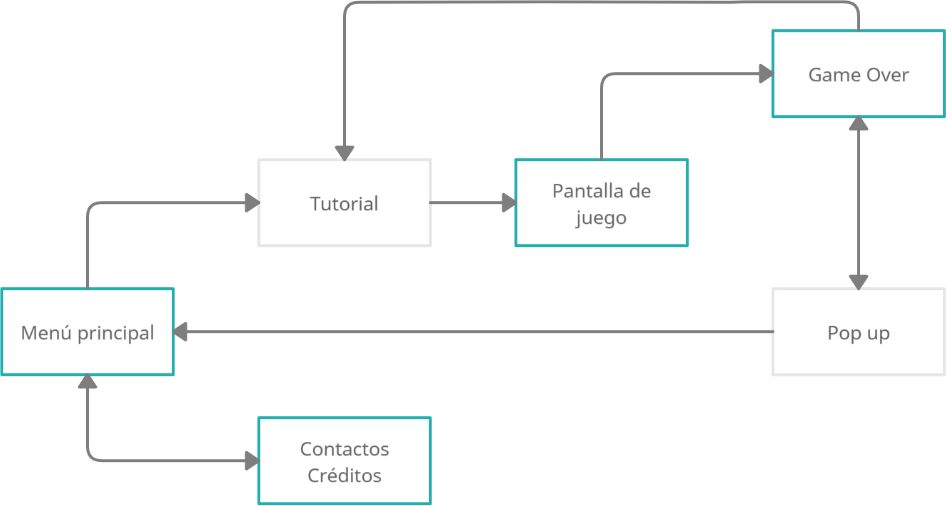 Game Over
Tutorial
Pantalla de
juego
Menú principal
Pop up
Contactos
Créditos